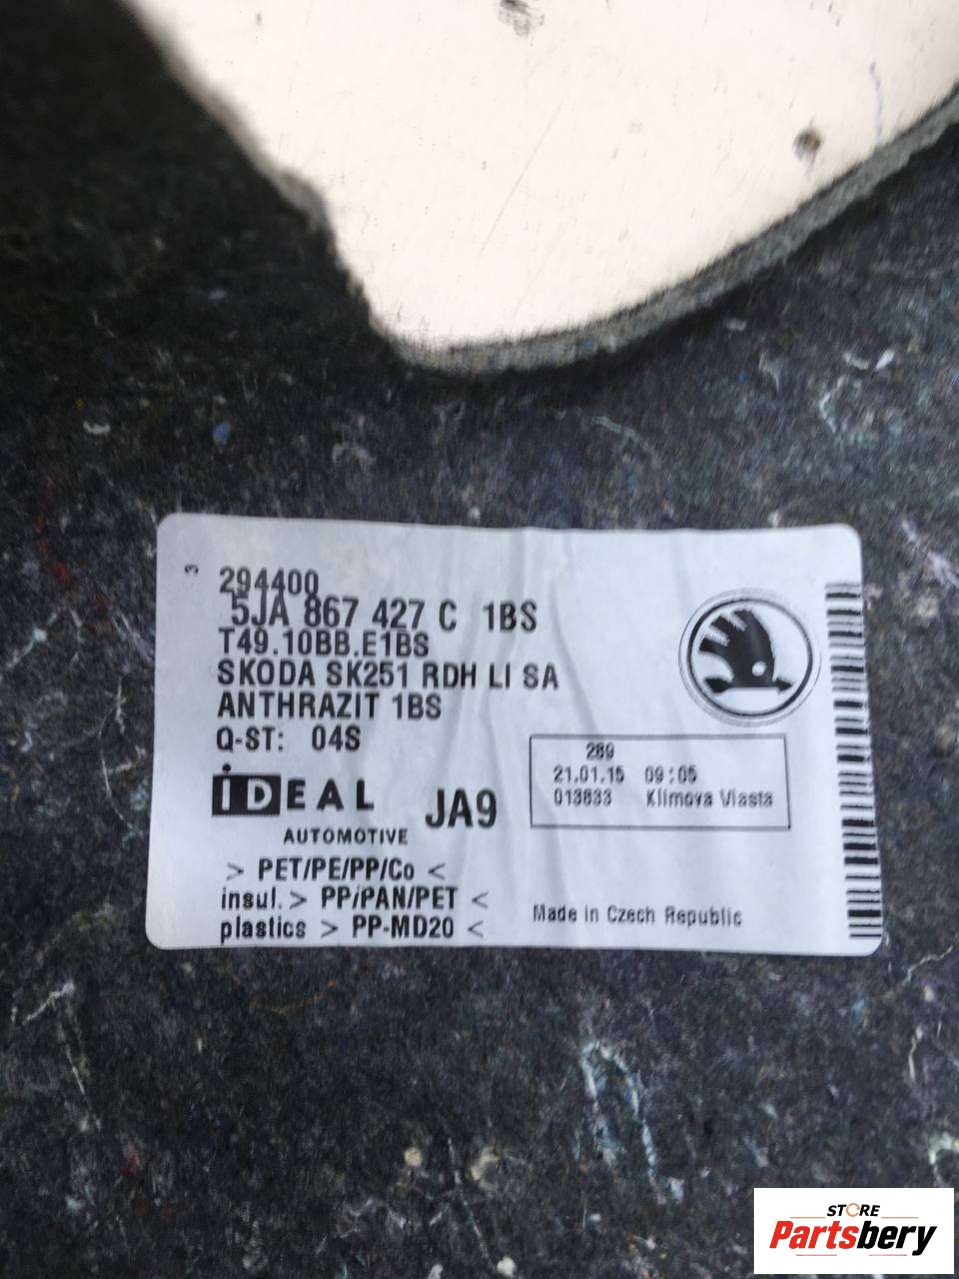 3
294400
5JA 867 427 C 1BS
T49.10BB.E1BS
SKODA SK251 RDH LI SA
ANTHRAZIT 1BS
Q-ST: 04S
iDEAL
AUTOMOTIVE
JA9
289
21.01.15 09:05
013833 Klimova Vlasta
> PET/PE/PP/Co <
insul.> PP/PAN/PET <
plastics > PP-MD20 <
Made in Czech Republic
STORE
Partsbery